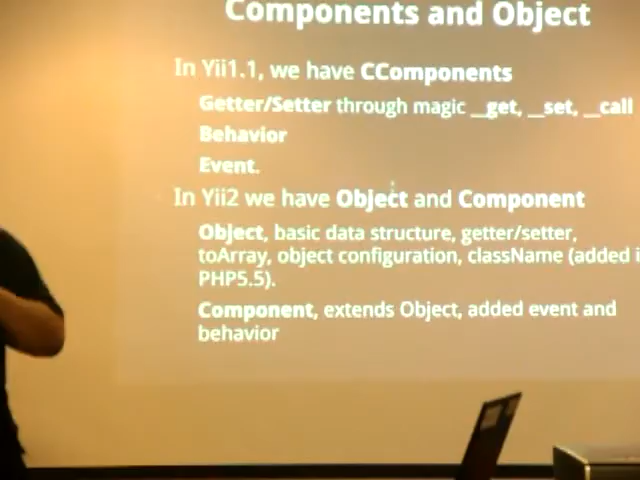 Components and Object
In Yii1.1, we have CComponents
Getter/Setter through magic __get, __set, __call
Behavior
Event.
In Yii2 we have Object and Component
Object, basic data structure, getter/setter,
toArray, object configuration, className (added i
PHP5.5).
Component, extends Object, added event and
behavior